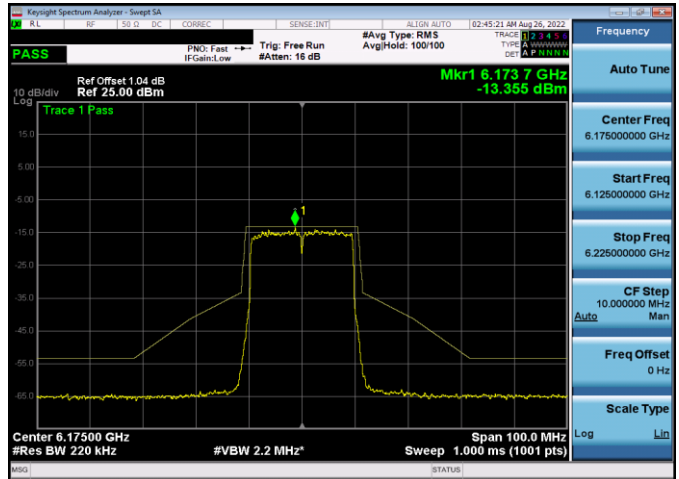 Keysight Spectrum Analyzer - Swept SA
RL RF 50 Ω DC CORREC SENSE:INT ALIGN AUTO 02:45:21 AM Aug 26, 2022
PASS
PNO: Fast
IFGain:Low
Trig: Free Run
#Atten: 16 dB
#Avg Type: RMS
Avg|Hold: 100/100
TRACE 1 2 3 4 5 6
TYPE A WWWWW
DET A P N N N N
Ref Offset 1.04 dB
10 dB/div Ref 25.00 dBm
Log
Mkr1 6.173 7 GHz
-13.355 dBm
Trace 1 Pass
15.0
5.00
-5.00
1
-15.0
-25.0
-35.0
-45.0
-55.0
-65.0
Center 6.17500 GHz Span 100.0 MHz
#Res BW 220 kHz #VBW 2.2 MHz* Sweep 1.000 ms (1001 pts)
MSG STATUS
Frequency
Auto Tune
Center Freq
6.175000000 GHz
Start Freq
6.125000000 GHz
Stop Freq
6.225000000 GHz
CF Step
10.000000 MHz
Auto Man
Freq Offset
0 Hz
Scale Type
Log Lin